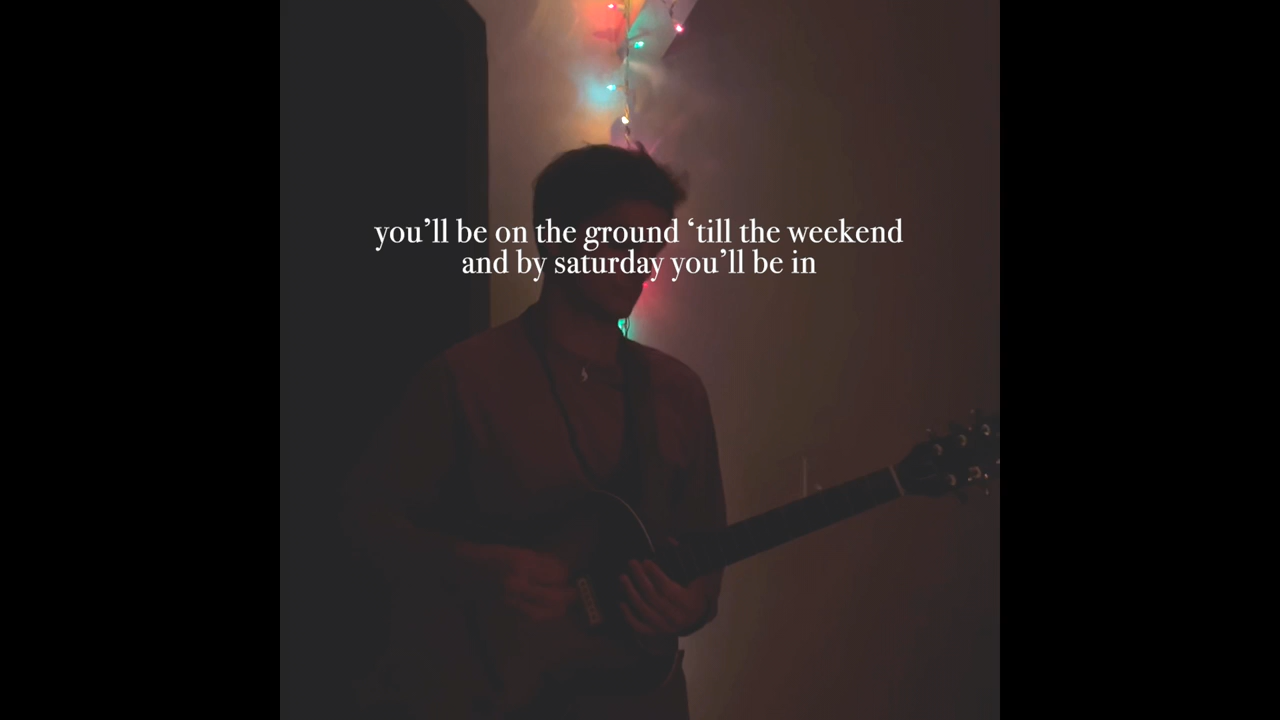 you’ll be on the ground ‘till the weekend
and by saturday you’ll be in